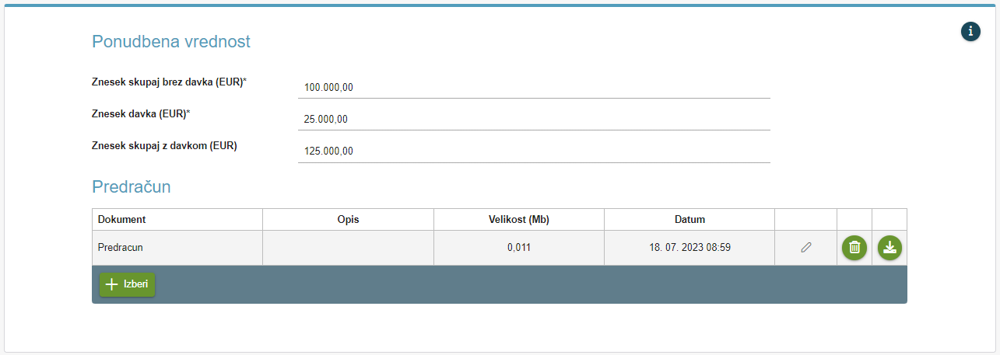 Ponudbena vrednost
i
Znesek skupaj brez davka (EUR)*
100.000,00
Znesek davka (EUR)*
25.000,00
Znesek skupaj z davkom (EUR)
125.000,00
Predračun
Dokument Opis Velikost (Mb) Datum
Predracun 0,011 18. 07. 2023 08:59
Izberi